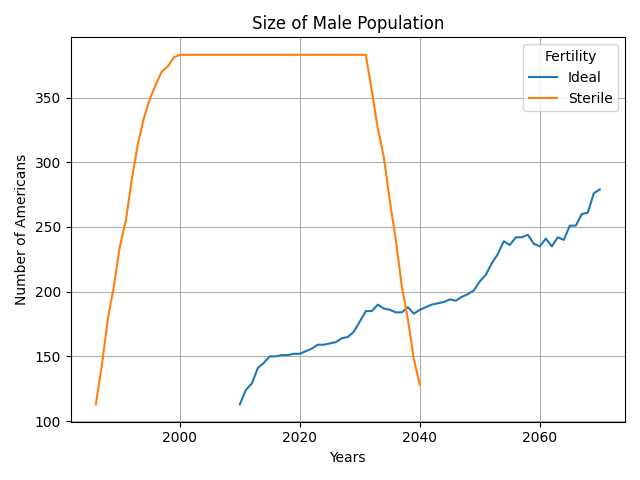 Size of Male Population
Fertility
Ideal
Sterile
Number of Americans
350
300
250
200
150
100
2000
2020
2040
2060
Years